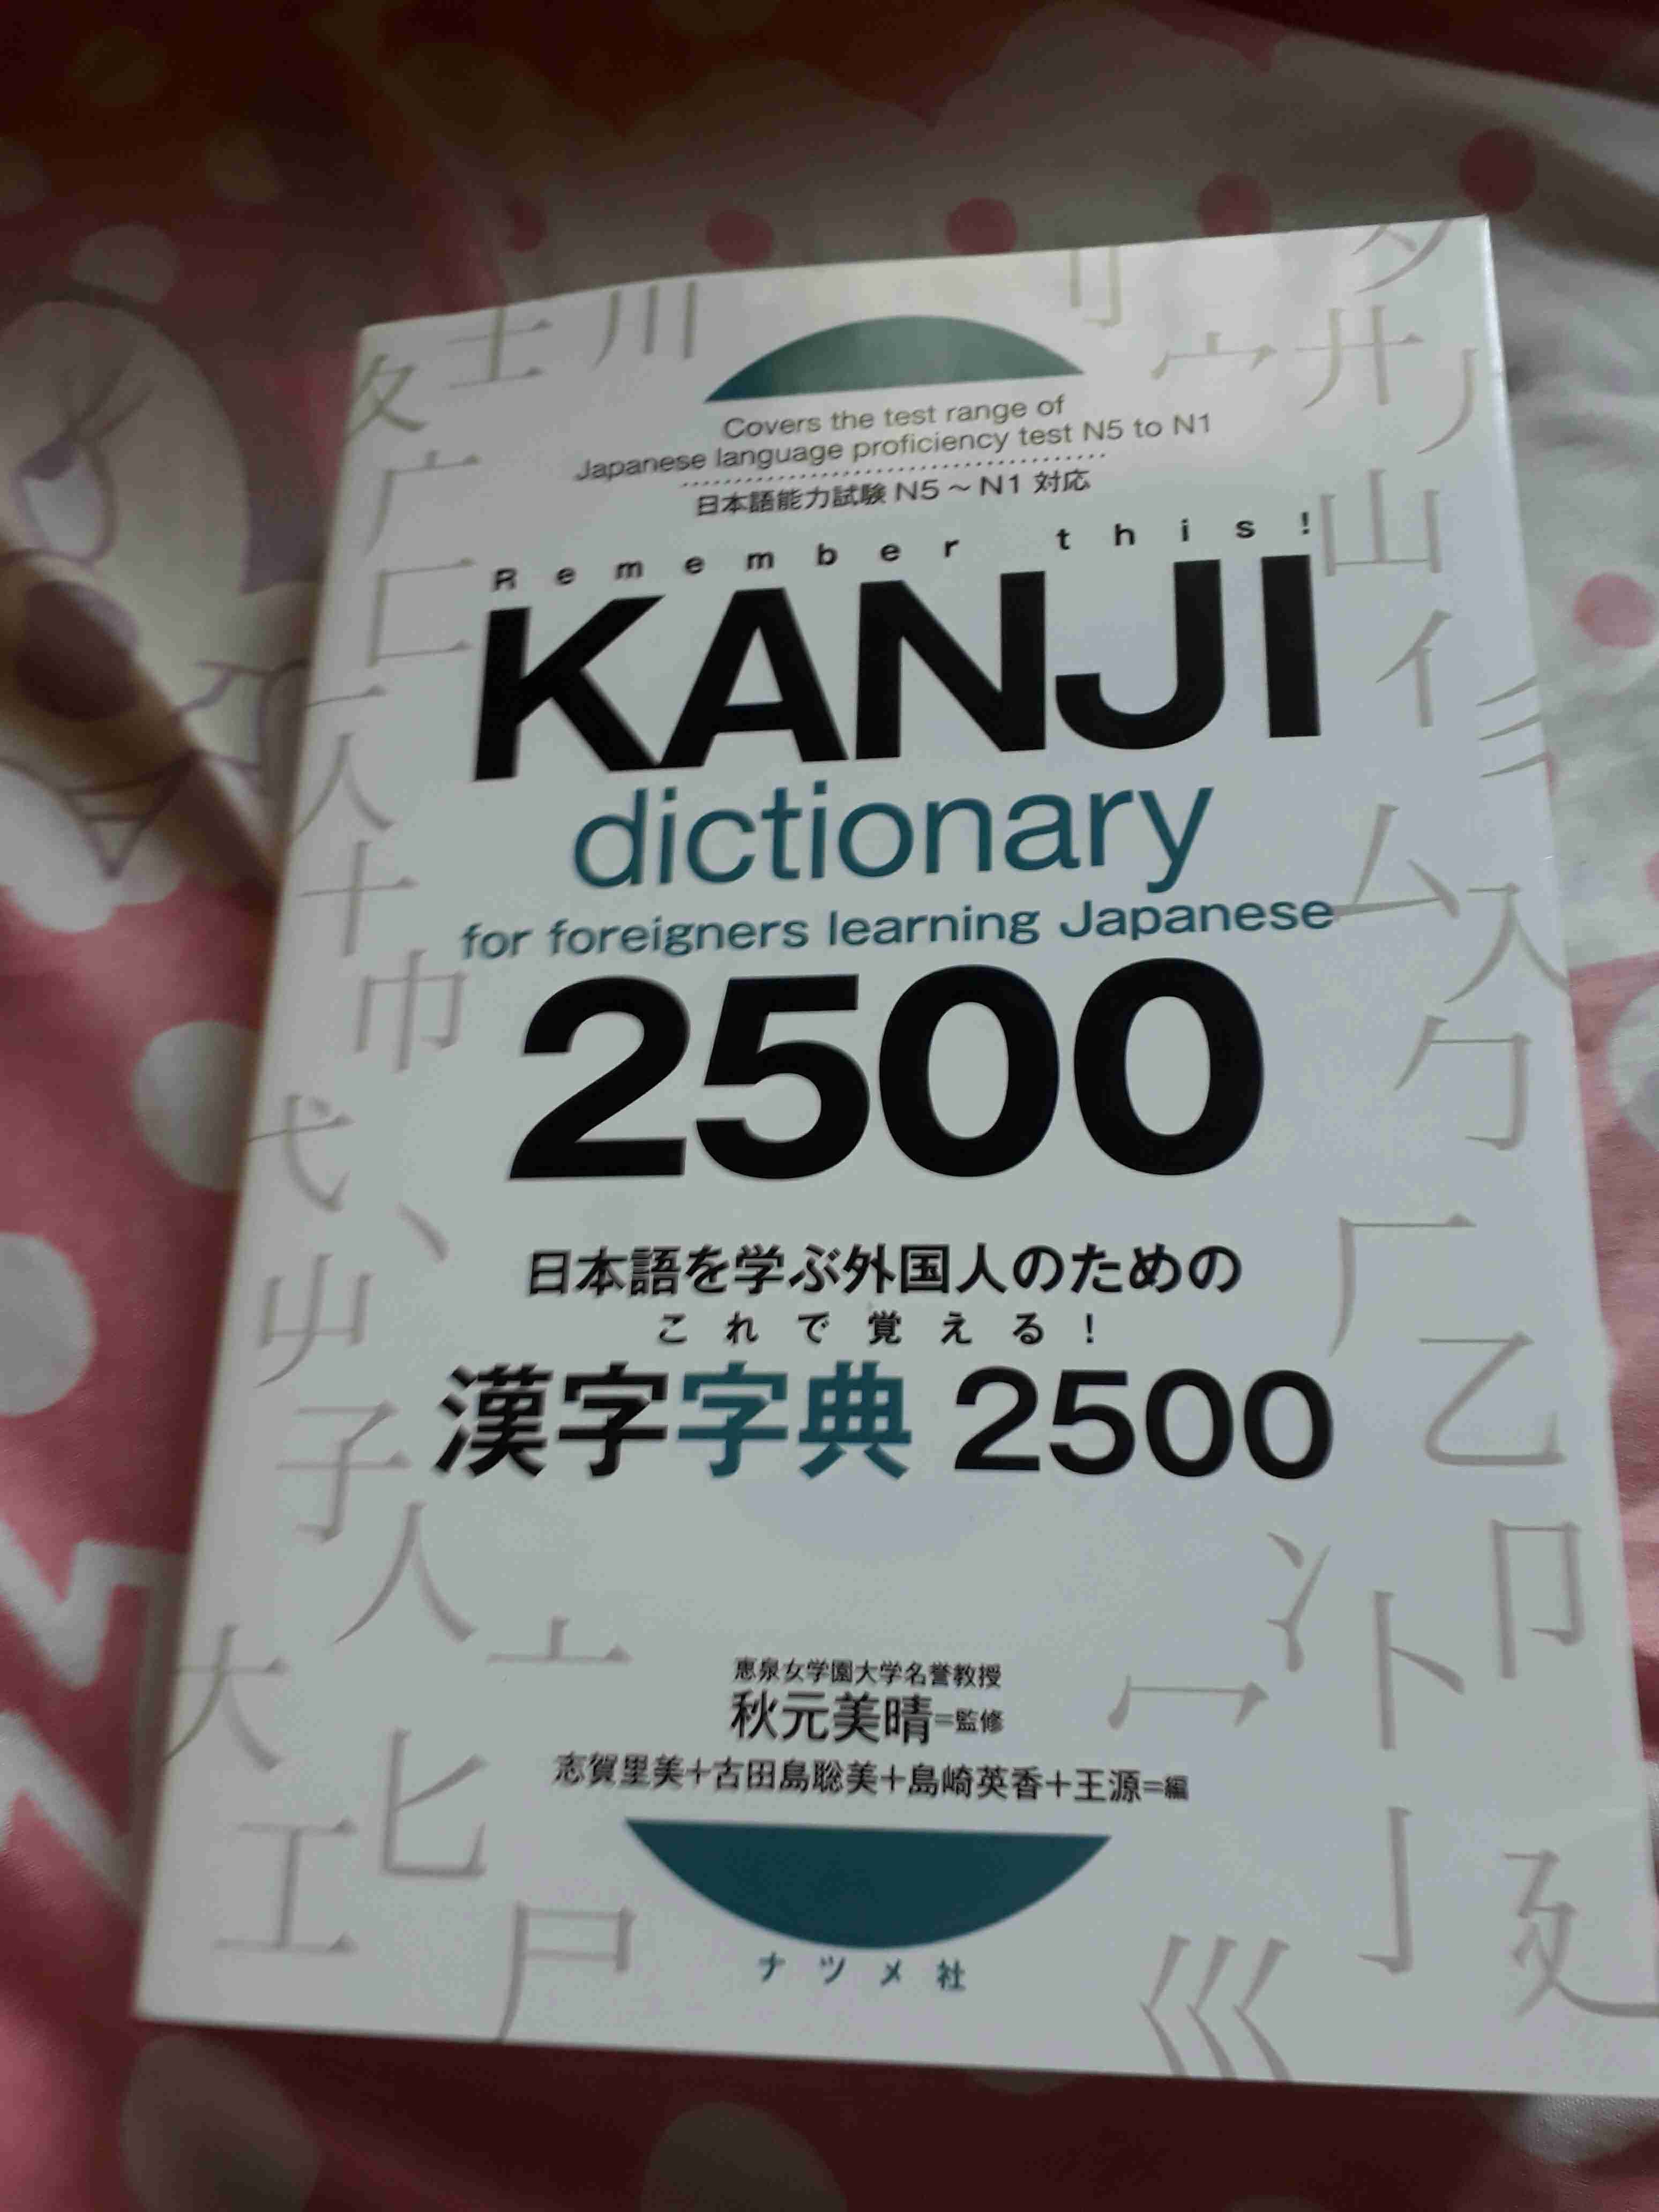 Covers the test range of
Japanese language proficiency test N5 to N1
日本語能力試験 N5～N1 対応
Remember this!
KANJI
dictionary
for foreigners learning Japanese
2500
日本語を学ぶ外国人のための
これで覚える！
漢字字典 2500
恵泉女学園大学名誉教授
秋元美晴=監修
志賀里美+古田島聡美+島崎英香+王源=編
ナツメ社